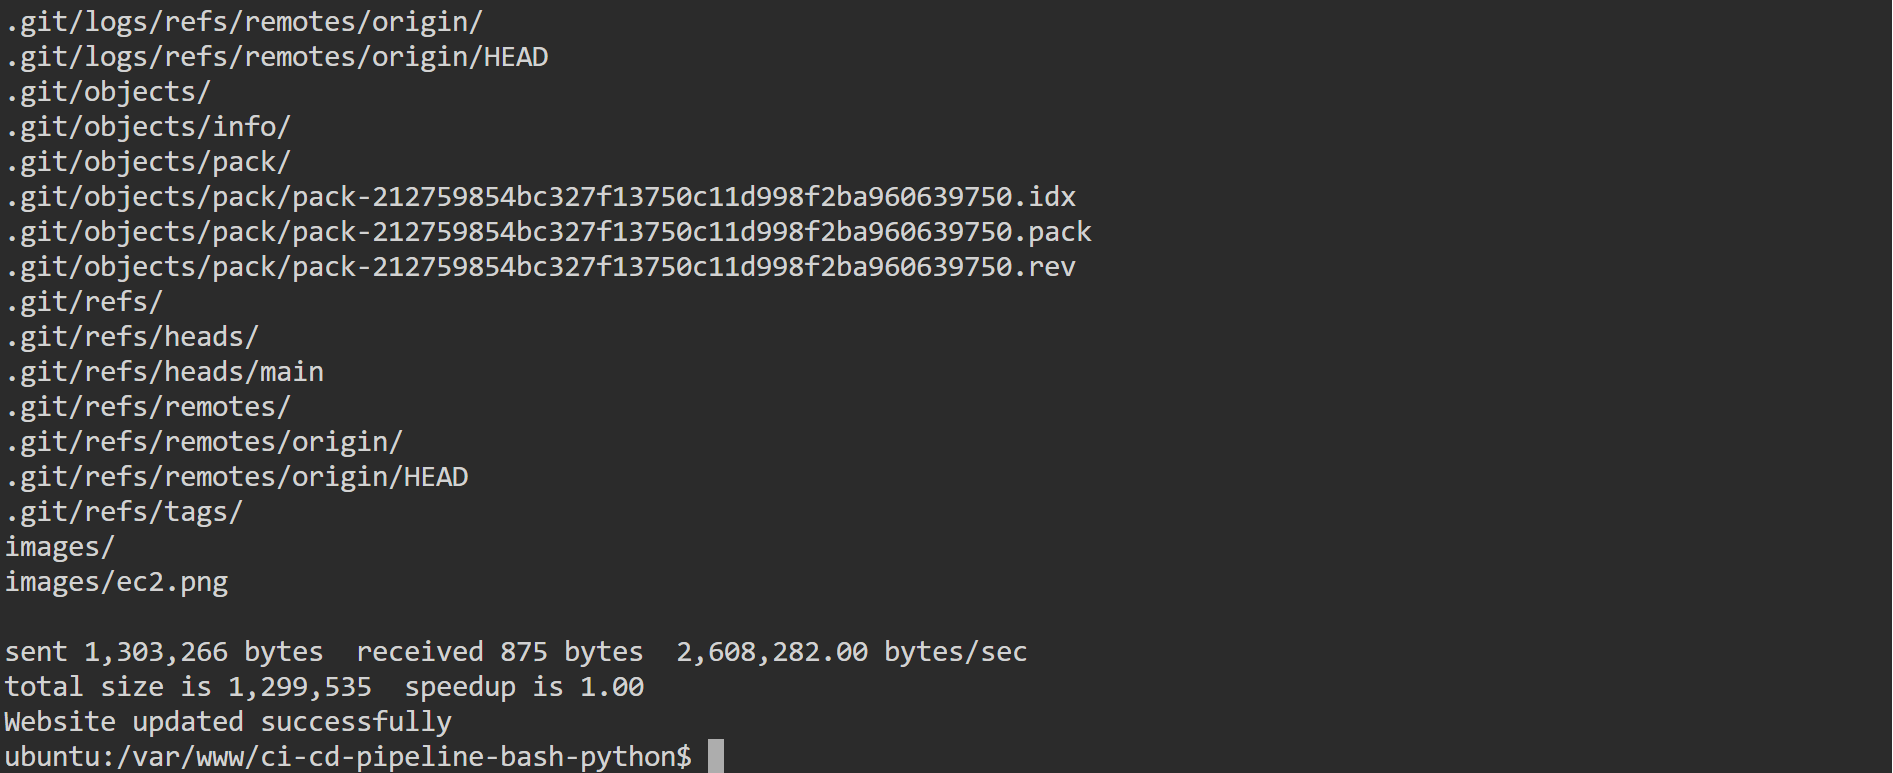 .git/logs/refs/remotes/origin/
.git/logs/refs/remotes/origin/HEAD
.git/objects/
.git/objects/info/
.git/objects/pack/
.git/objects/pack/pack-212759854bc327f13750c11d998f2ba960639750.idx
.git/objects/pack/pack-212759854bc327f13750c11d998f2ba960639750.pack
.git/objects/pack/pack-212759854bc327f13750c11d998f2ba960639750.rev
.git/refs/
.git/refs/heads/
.git/refs/heads/main
.git/refs/remotes/
.git/refs/remotes/origin/
.git/refs/remotes/origin/HEAD
.git/refs/tags/
images/
images/ec2.png
sent 1,303,266 bytes  received 875 bytes  2,608,282.00 bytes/sec
total size is 1,299,535  speedup is 1.00
Website updated successfully
ubuntu:/var/www/ci-cd-pipeline-bash-python$